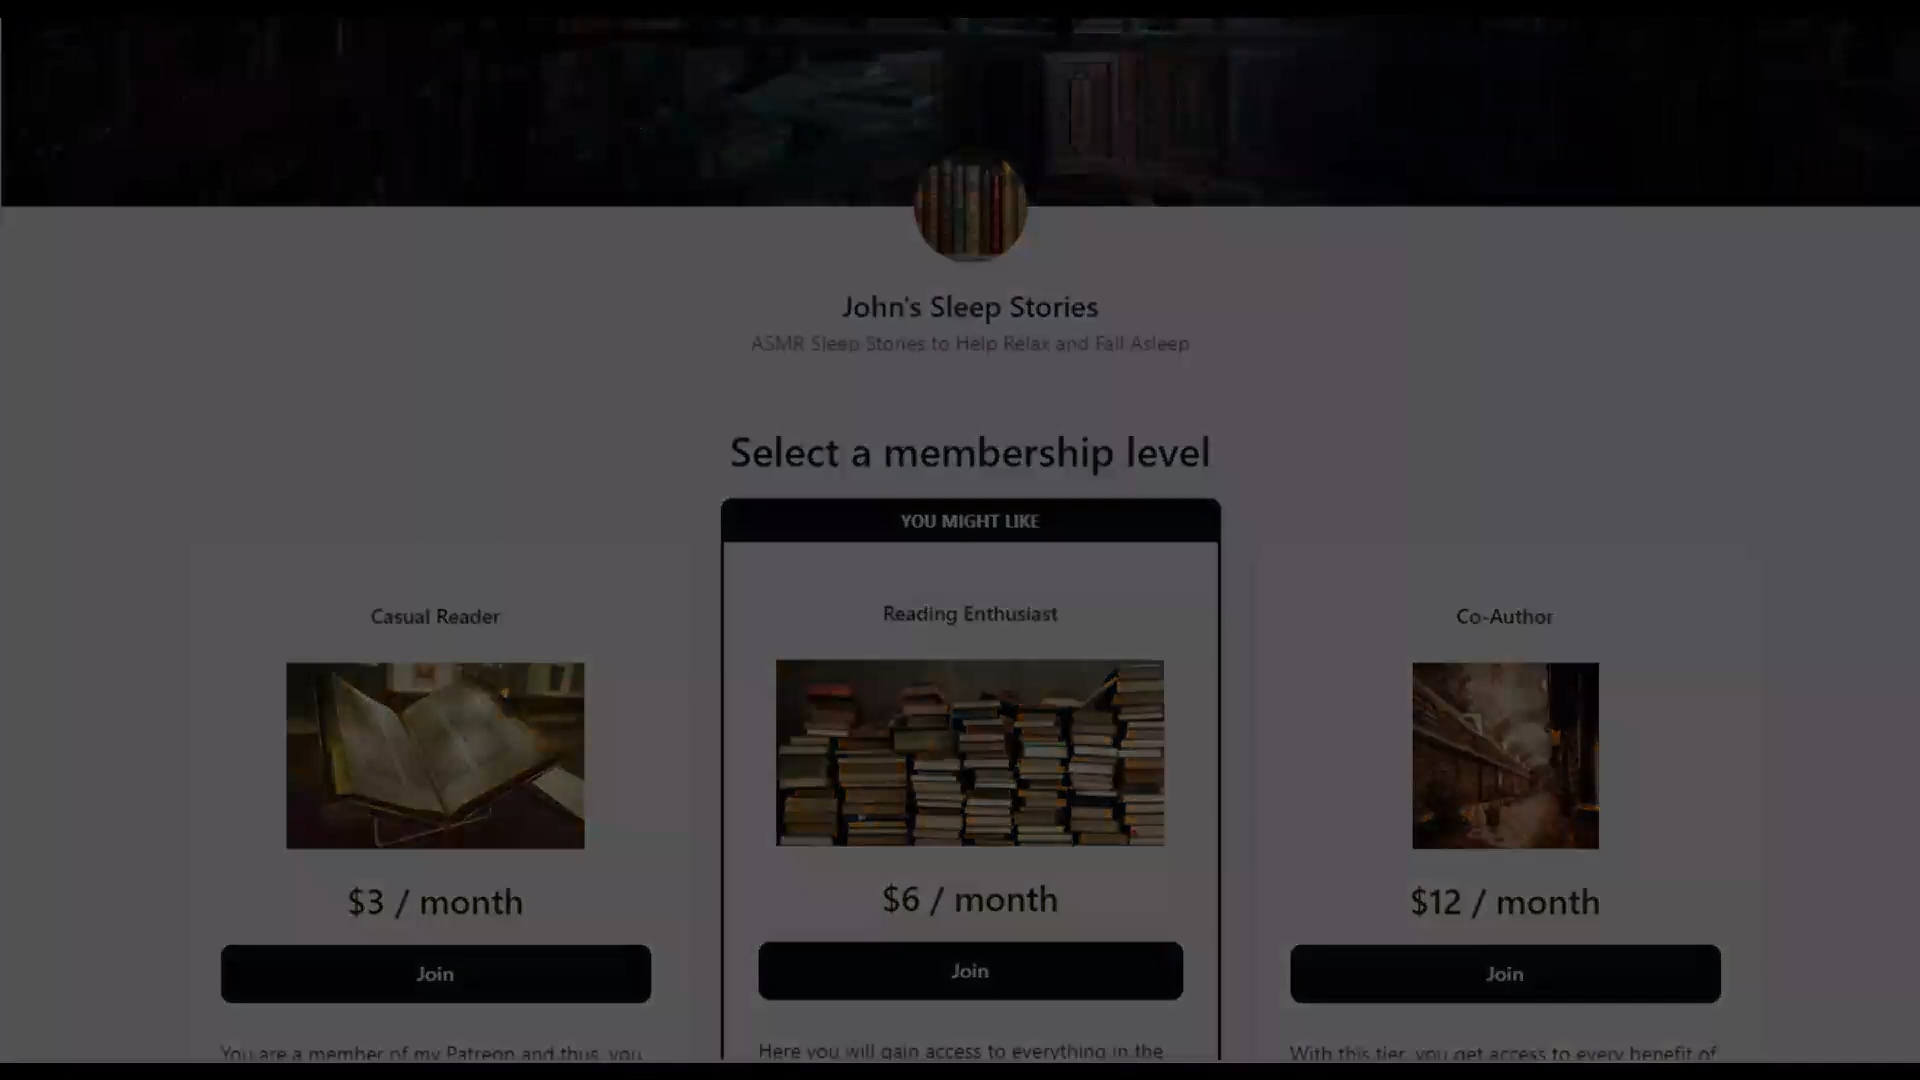 John's Sleep Stories
ASMR Sleep Stories to Help Relax and Fall Asleep
Select a membership level
YOU MIGHT LIKE
Casual Reader
Reading Enthusiast
Co-Author
$3 / month
$6 / month
$12 / month
Join
Join
Join
You are a member of my Patreon and thus, you
Here you will gain access to everything in the
With this tier, you get access to every benefit of